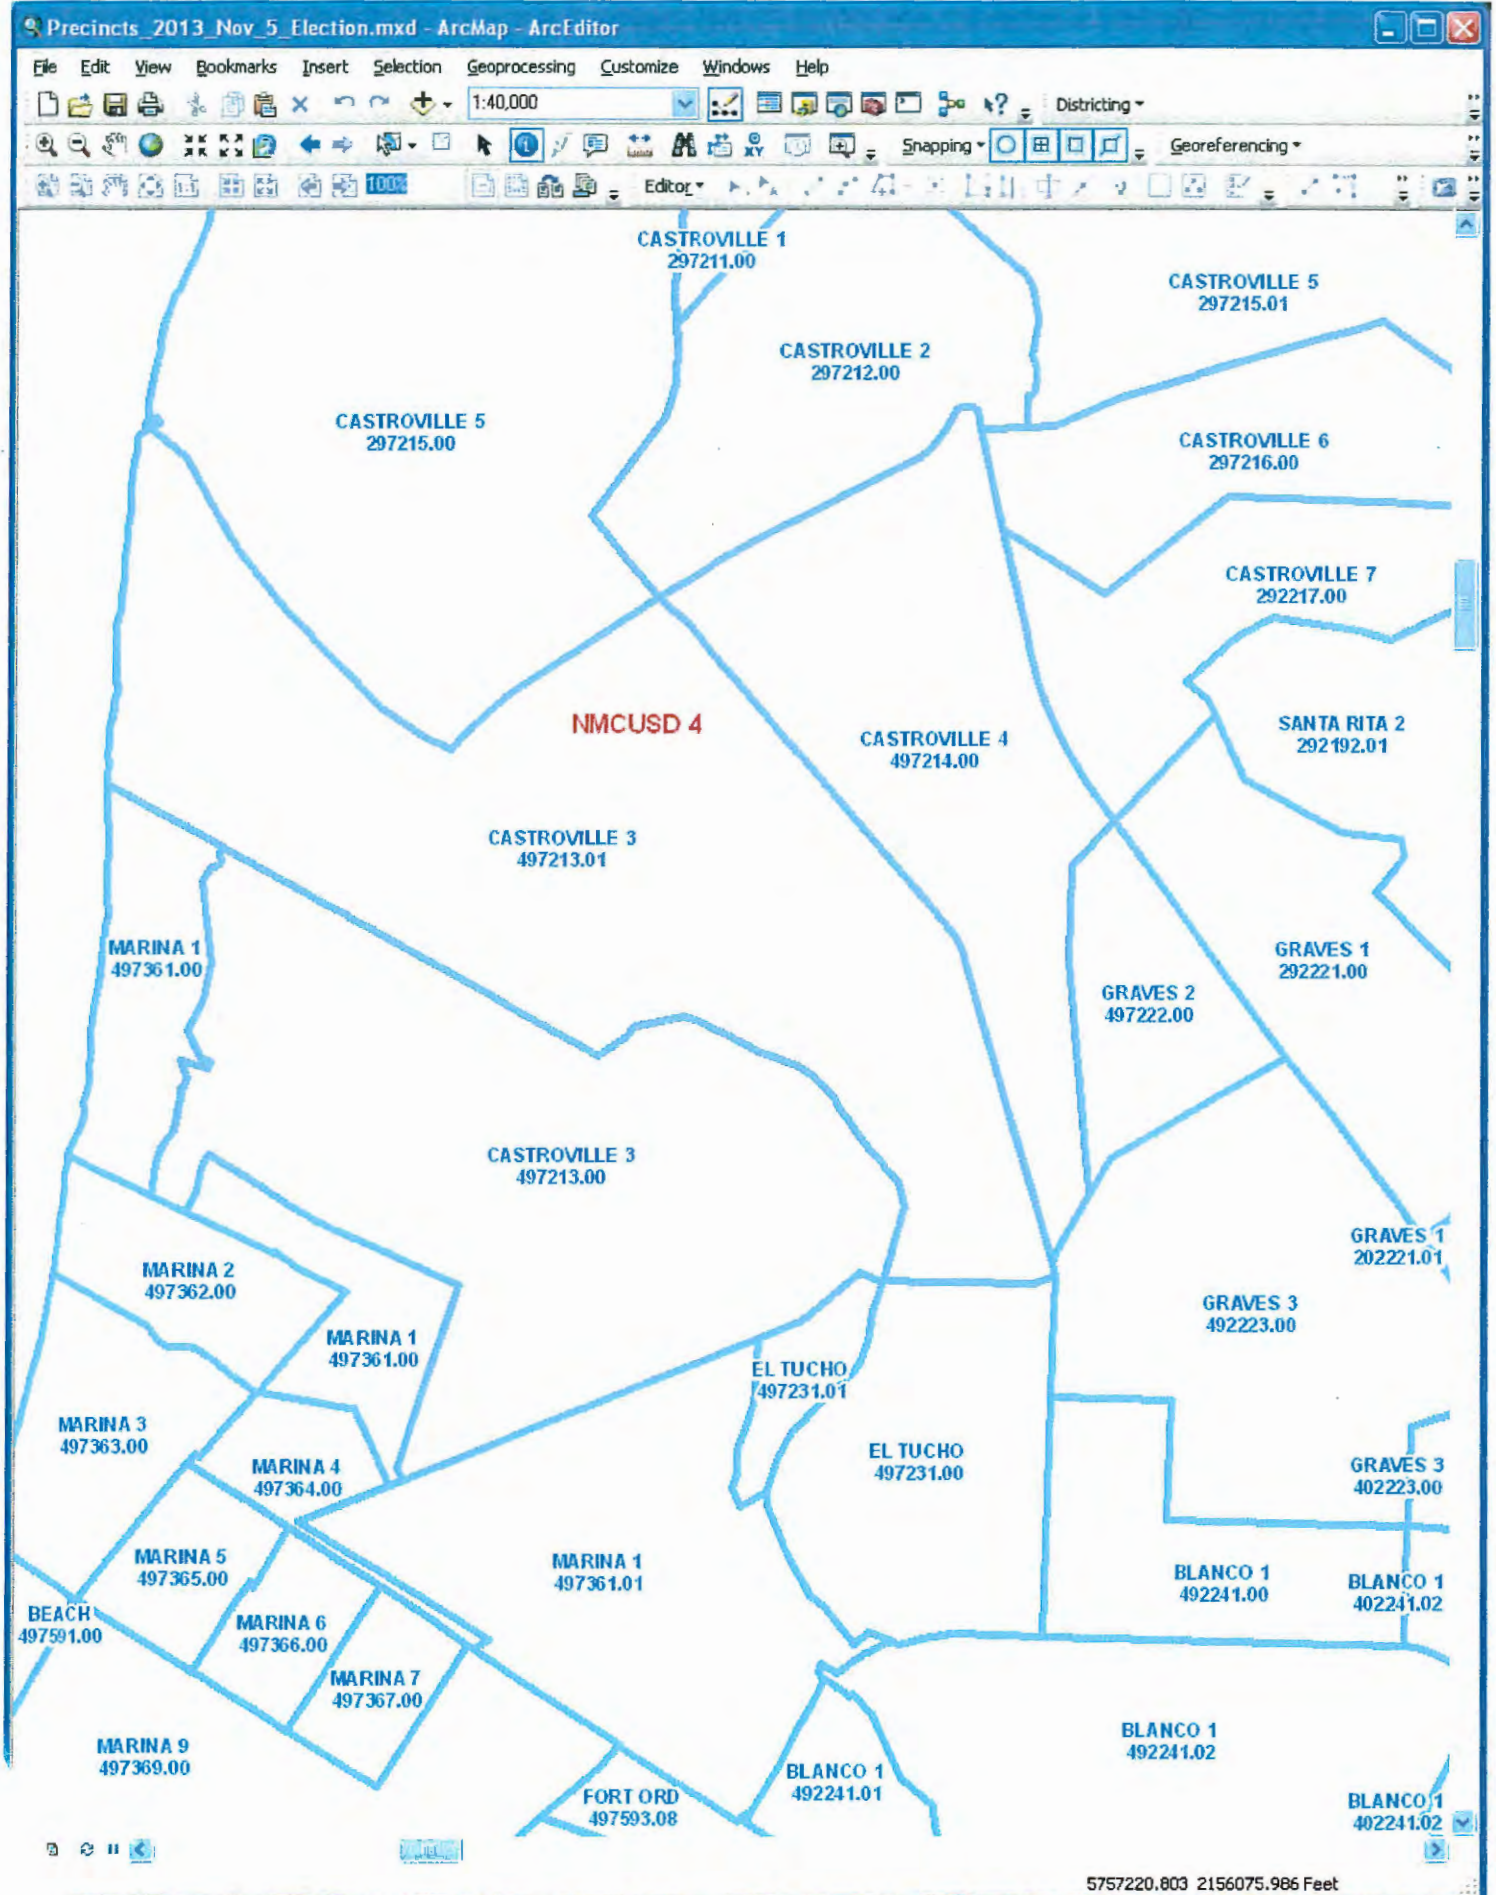 Precincts_2013_Nov_5_Election.mxd - ArcMap - ArcEditor
File Edit View Bookmarks Insert Selection Geoprocessing Customize Windows Help
1:40,000 Districting
Snapping Georeferencing
100% Editor
CASTROVILLE 1
297211.00
CASTROVILLE 5
297215.01
CASTROVILLE 2
297212.00
CASTROVILLE 5
297215.00
CASTROVILLE 6
297216.00
CASTROVILLE 7
292217.00
NMCUSD 4
SANTA RITA 2
292192.01
CASTROVILLE 4
497214.00
CASTROVILLE 3
497213.01
MARINA 1
497361.00
GRAVES 1
292221.00
GRAVES 2
497222.00
CASTROVILLE 3
497213.00
GRAVES 1
202221.01
MARINA 2
497362.00
GRAVES 3
492223.00
MARINA 1
497361.00
EL TUCHO
497231.01
MARINA 3
497363.00
EL TUCHO
497231.00
MARINA 4
497364.00
GRAVES 3
402223.00
MARINA 5
497365.00
MARINA 1
497361.01
BLANCO 1
492241.00
BLANCO 1
402241.02
BEACH
497591.00
MARINA 6
497366.00
MARINA 7
497367.00
MARINA 9
497369.00
BLANCO 1
492241.02
BLANCO 1
492241.01
FORT ORD
497593.08
BLANCO 1
402241.02
5757220.803 2156075.986 Feet